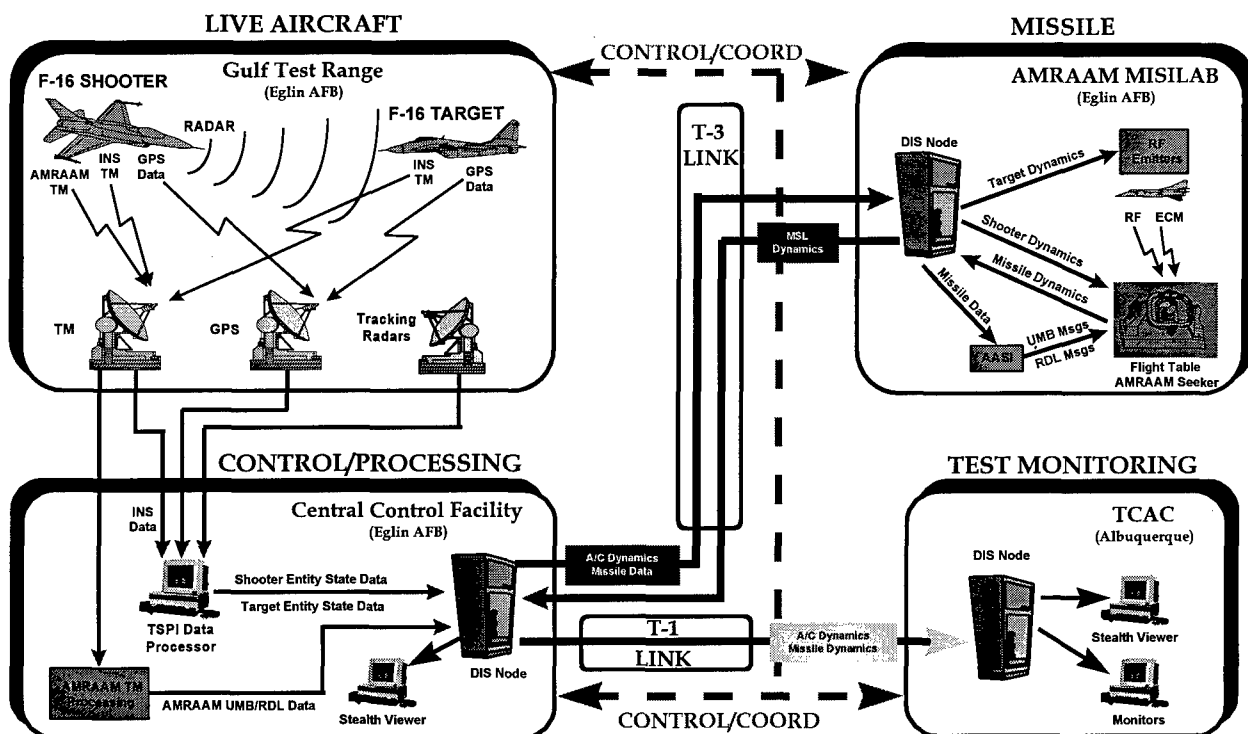 LIVE AIRCRAFT
Gulf Test Range
(Eglin AFB)
F-16 SHOOTER
RADAR
F-16 TARGET
AMRAAM
TM
INS
TM
GPS
Data
INS
TM
GPS
Data
TM
GPS
Tracking
Radars
CONTROL/COORD
T-3
LINK
MISSILE
AMRAAM MISILAB
(Eglin AFB)
DIS Node
Target Dynamics
RF
Emitters
RF
ECM
Shooter Dynamics
Missile Dynamics
MSL
Dynamics
Missile Data
AASI
UMB Msgs
RDL Msgs
Flight Table
AMRAAM Seeker
CONTROL/PROCESSING
Central Control Facility
(Eglin AFB)
INS
Data
TSPI Data
Processor
Shooter Entity State Data
Target Entity State Data
AMRAAM TM
Processing
AMRAAM UMB/RDL Data
Stealth Viewer
DIS Node
A/C Dynamics
Missile Data
T-1
LINK
A/C Dynamics
Missile Dynamics
CONTROL/COORD
TEST MONITORING
TCAC
(Albuquerque)
DIS Node
Stealth Viewer
Monitors